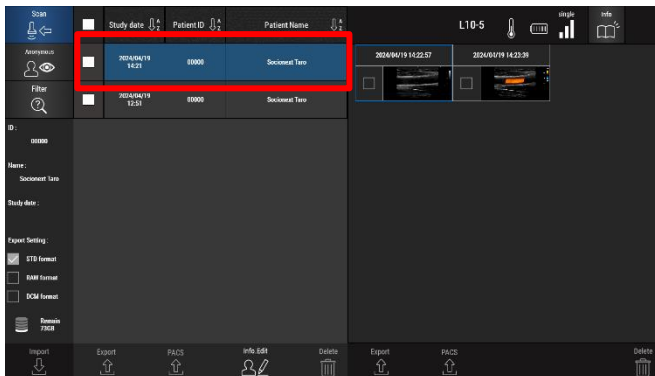 Scan
Study date
Patient ID
Patient Name
L10-5
single
Info
Anonymous
2024/04/19
14:21
00000
Socionext Taro
2024/04/19 14:22:57
2024/04/19 14:23:39
Filter
2024/04/19
12:51
00000
Socionext Taro
ID :
00000
Name :
Socionext Taro
Study date :
Export Setting :
STD format
RAW format
DCM format
Remain
73GB
Import
Export
PACS
Info.Edit
Delete
Export
PACS
Delete